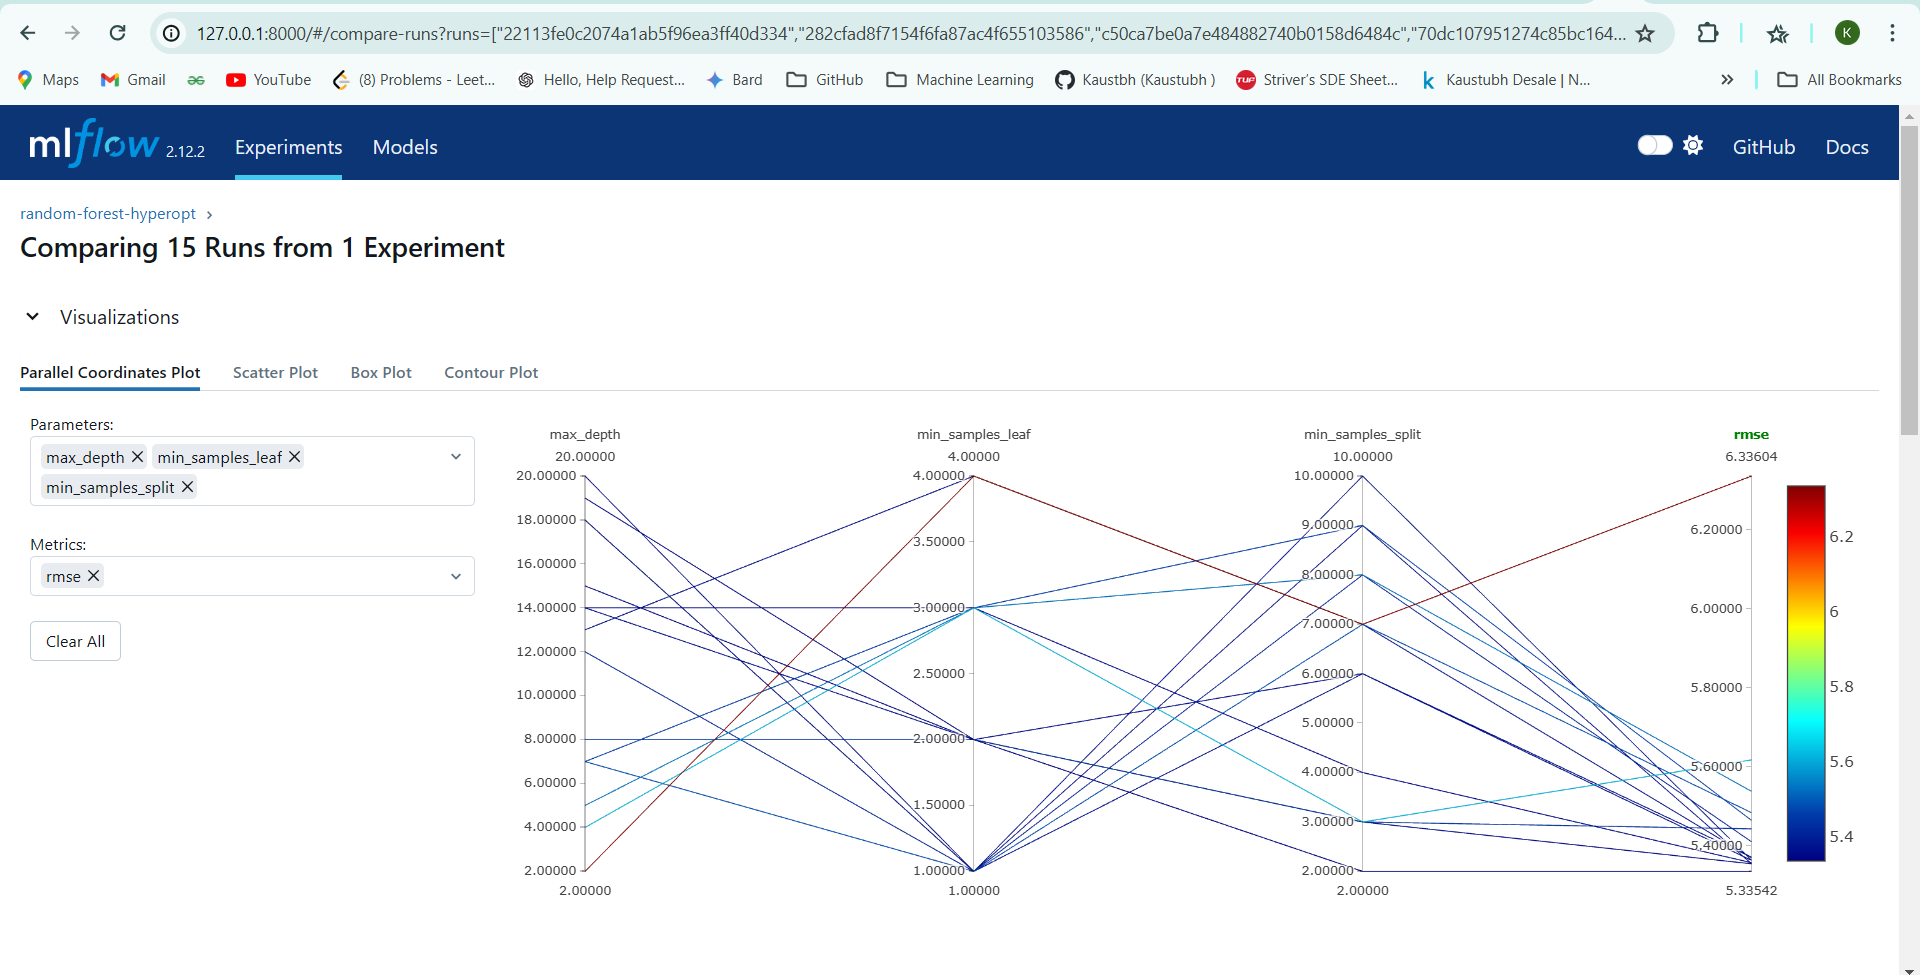 127.0.0.1:8000/#/compare-runs?runs=["22113fe0c2074a1ab5f96ea3ff40d334","282cfad8f7154f6fa87ac4f655103586","c50ca7be0a7e484882740b0158d6484c","70dc107951274c85bc164...
K
Maps
Gmail
YouTube
(8) Problems - Leet...
Hello, Help Request...
Bard
GitHub
Machine Learning
Kaustbh (Kaustubh )
TUF
Striver's SDE Sheet...
k
Kaustubh Desale | N...
»
All Bookmarks
mlflow 2.12.2
Experiments
Models
GitHub
Docs
random-forest-hyperopt ›
Comparing 15 Runs from 1 Experiment
Visualizations
Parallel Coordinates Plot
Scatter Plot
Box Plot
Contour Plot
Parameters:
max_depth
min_samples_leaf
min_samples_split
Metrics:
rmse
Clear All
max_depth
20.00000
20.00000
18.00000
16.00000
14.00000
12.00000
10.00000
8.00000
6.00000
4.00000
2.00000
2.00000
min_samples_leaf
4.00000
4.00000
3.50000
3.00000
2.50000
2.00000
1.50000
1.00000
1.00000
min_samples_split
10.00000
10.00000
9.00000
8.00000
7.00000
6.00000
5.00000
4.00000
3.00000
2.00000
2.00000
rmse
6.33604
6.20000
6.00000
5.80000
5.60000
5.40000
5.33542
6.2
6
5.8
5.6
5.4